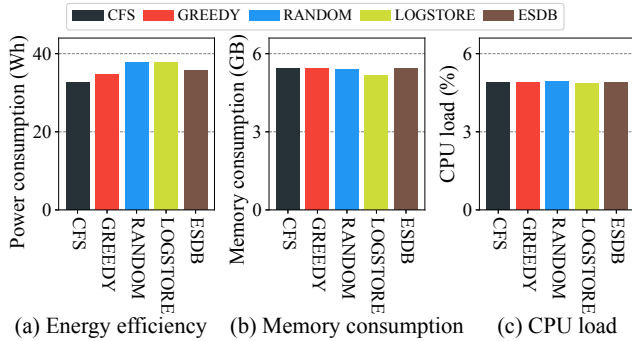 CFS GREEDY RANDOM LOGSTORE ESDB
Power consumption (Wh)
40
20
0
CFS
GREEDY
RANDOM
LOGSTORE
ESDB
(a) Energy efficiency
Memory consumption (GB)
6
3
0
CFS
GREEDY
RANDOM
LOGSTORE
ESDB
(b) Memory consumption
CPU load (%)
6
3
0
CFS
GREEDY
RANDOM
LOGSTORE
ESDB
(c) CPU load